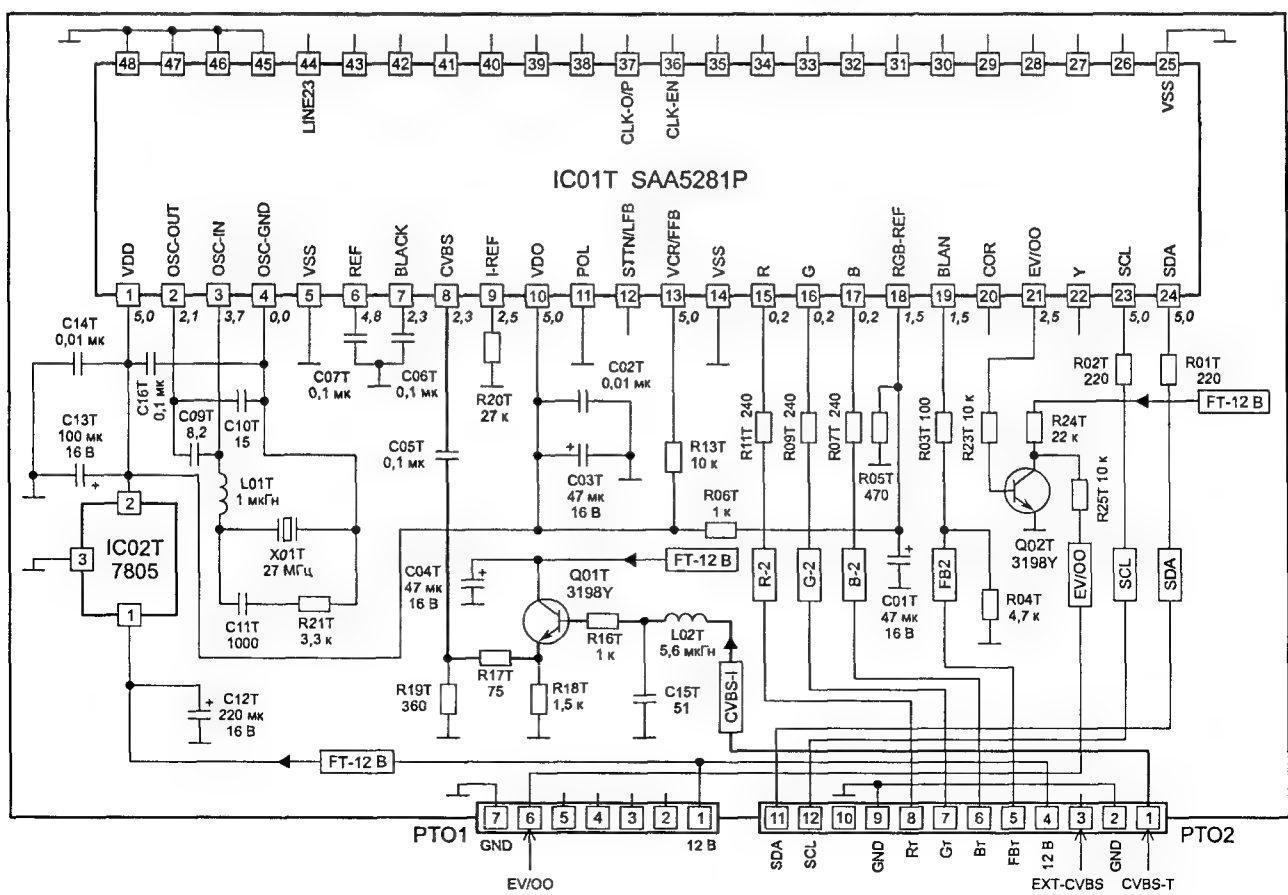 48 47 46 45 44 43 42 41 40 39 38 37 36 35 34 33 32 31 30 29 28 27 26 25
LINE23
CLK-O/P
CLK-EN
VSS
IC01T SAA5281P
VDD
OSC-OUT
OSC-IN
OSC-GND
VSS
REF
BLACK
CVBS
I-REF
VDO
POL
STTN/LFB
VCR/FFB
VSS
R
G
B
RGB-REF
BLAN
COR
EV/OO
Y
SCL
SDA
1 2 3 4 5 6 7 8 9 10 11 12 13 14 15 16 17 18 19 20 21 22 23 24
5,0 2,1 3,7 0,0 4,8 2,3 2,3 2,5 5,0 5,0 0,2 0,2 0,2 1,5 1,5 2,5 5,0 5,0
C14T
0,01 мк
C16T
0,1 мк
C13T
100 мк
16 В
+
C09T
8,2
C10T
15
L01T
1 мкГн
X01T
27 МГц
C11T
1000
R21T
3,3 к
2
3
IC02T
7805
1
C12T
220 мк
16 В
+
C07T
0,1 мк
C06T
0,1 мк
C05T
0,1 мк
R20T
27 к
C02T
0,01 мк
+
C03T
47 мк
16 В
R13T
10 к
R06T
1 к
R11T 240
R09T 240
R07T 240
R05T
470
R03T 100
R23T 10 к
R24T
22 к
R02T
220
R01T
220
FT-12 В
R25T 10 к
Q02T
3198Y
C04T
47 мк
16 В
+
FT-12 В
Q01T
3198Y
R16T
1 к
L02T
5,6 мкГн
R17T
75
R19T
360
R18T
1,5 к
C15T
51
CVBS-I
R-2
G-2
B-2
FB2
+
C01T
47 мк
16 В
R04T
4,7 к
EV/OO
SCL
SDA
FT-12 В
PTO1
7 6 5 4 3 2 1
GND
12 В
EV/OO
11 12 10 9 8 7 6 5 4 3 2 1
PTO2
SDA
SCL
GND
Rт
Gт
Bт
FBт
12 В
GND
EXT-CVBS
CVBS-T